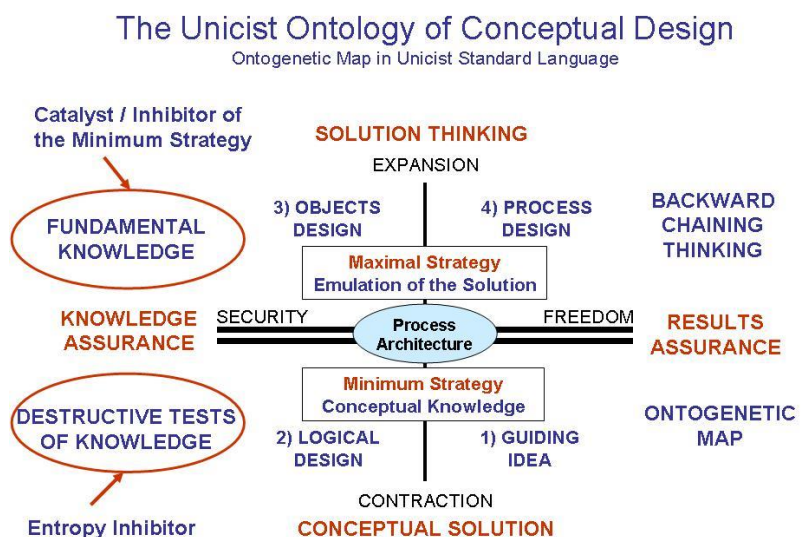 The Unicist Ontology of Conceptual Design
Ontogenetic Map in Unicist Standard Language
Catalyst / Inhibitor of
the Minimum Strategy
SOLUTION THINKING
EXPANSION
FUNDAMENTAL
KNOWLEDGE
3) OBJECTS
DESIGN
4) PROCESS
DESIGN
BACKWARD
CHAINING
THINKING
Maximal Strategy
Emulation of the Solution
KNOWLEDGE
ASSURANCE
SECURITY
Process
Architecture
FREEDOM
RESULTS
ASSURANCE
Minimum Strategy
Conceptual Knowledge
DESTRUCTIVE TESTS
OF KNOWLEDGE
2) LOGICAL
DESIGN
1) GUIDING
IDEA
ONTOGENETIC
MAP
CONTRACTION
Entropy Inhibitor
CONCEPTUAL SOLUTION